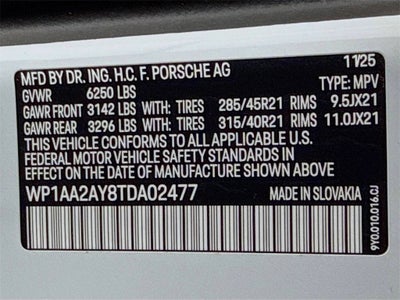 MFD BY DR. ING. H.C. F. PORSCHE AG 11/25
GVWR 6250 LBS TYPE: MPV
GAWR FRONT 3142 LBS WITH: TIRES 285/45R21 RIMS 9.5JX21
GAWR REAR 3296 LBS WITH: TIRES 315/40R21 RIMS 11.0JX21
THIS VEHICLE CONFORMS TO ALL APPLICABLE U.S.
FEDERAL MOTOR VEHICLE SAFETY STANDARDS IN
EFFECT ON THE DATE OF MANUFACTURE SHOWN ABOVE.
WP1AA2AY8TDA02477 MADE IN SLOVAKIA
9Y0.010.016.CJ